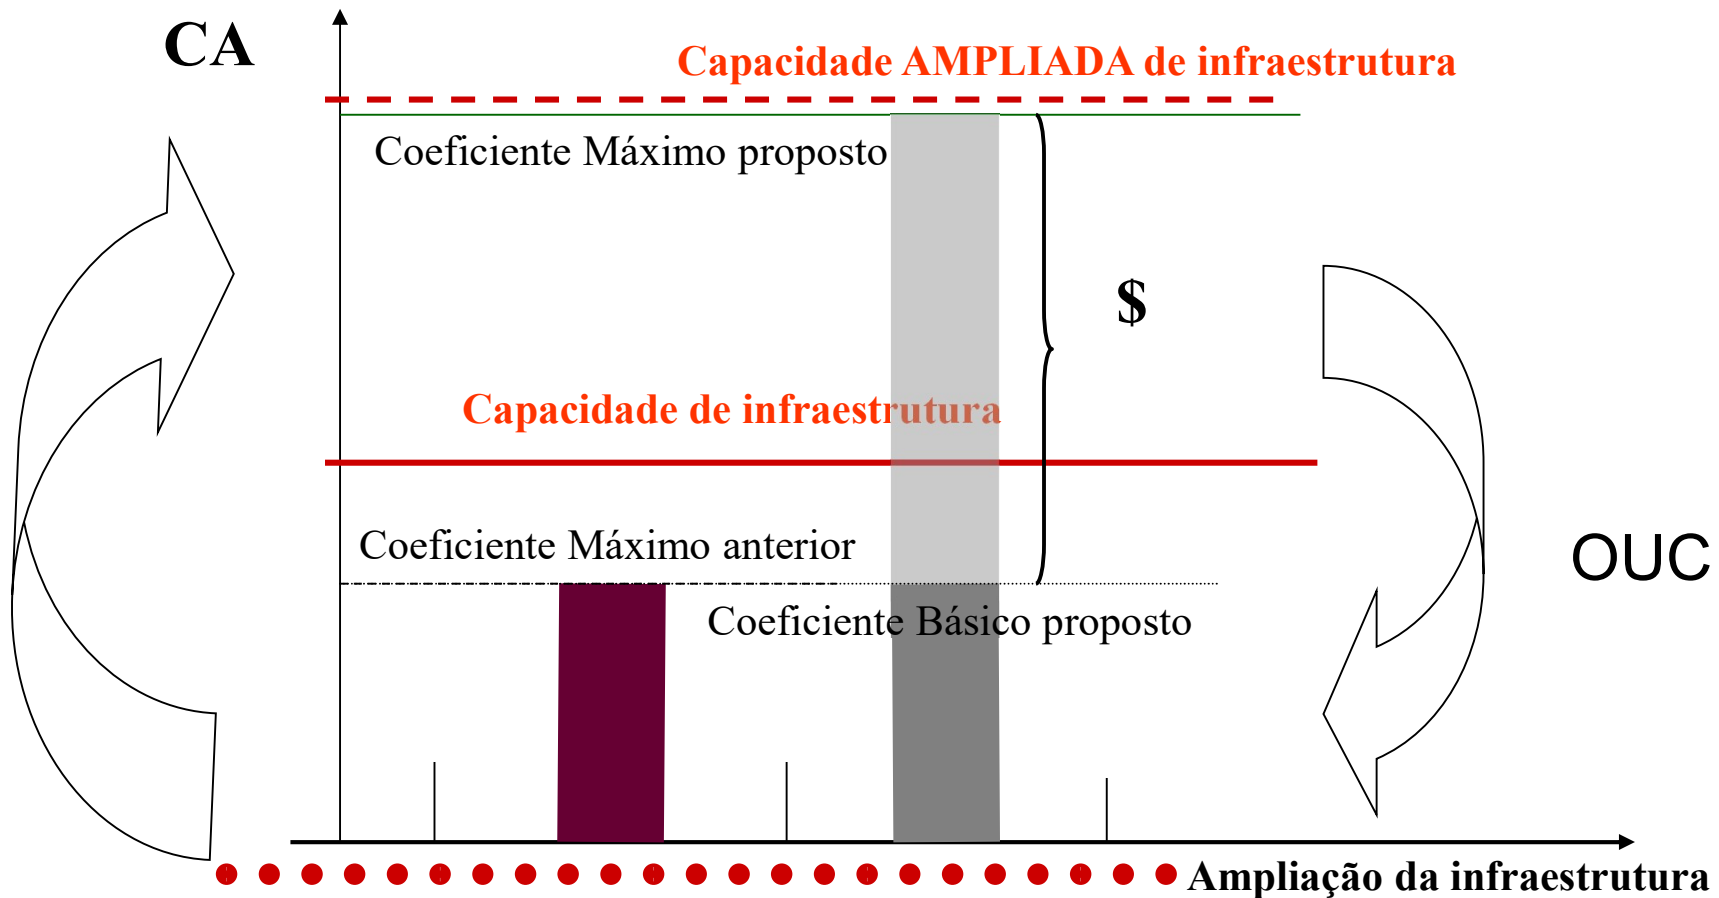 CA
Capacidade AMPLIADA de infraestrutura
Coeficiente Máximo proposto
$
Capacidade de infraestrutura
Coeficiente Máximo anterior
OUC
Coeficiente Básico proposto
Ampliação da infraestrutura